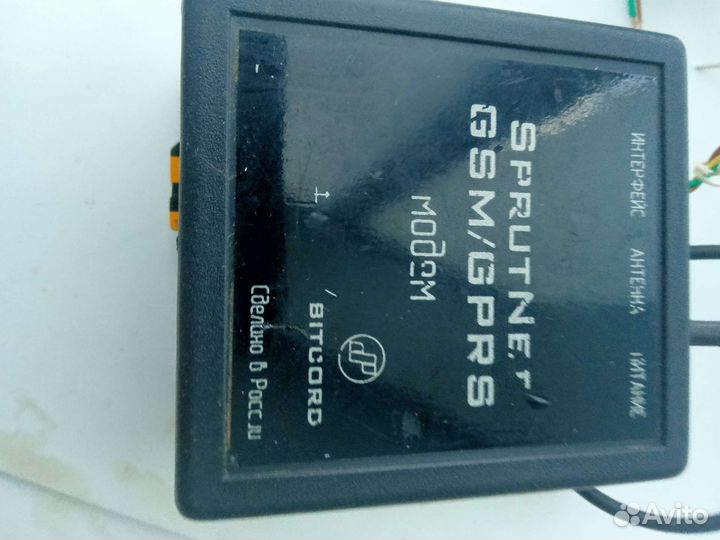 ИНТЕРФЕЙС АНТЕННА ПИТАНИЕ
SPRUTNET
GSM/GPRS
модем
BITCORD
Сделано в России
Avito